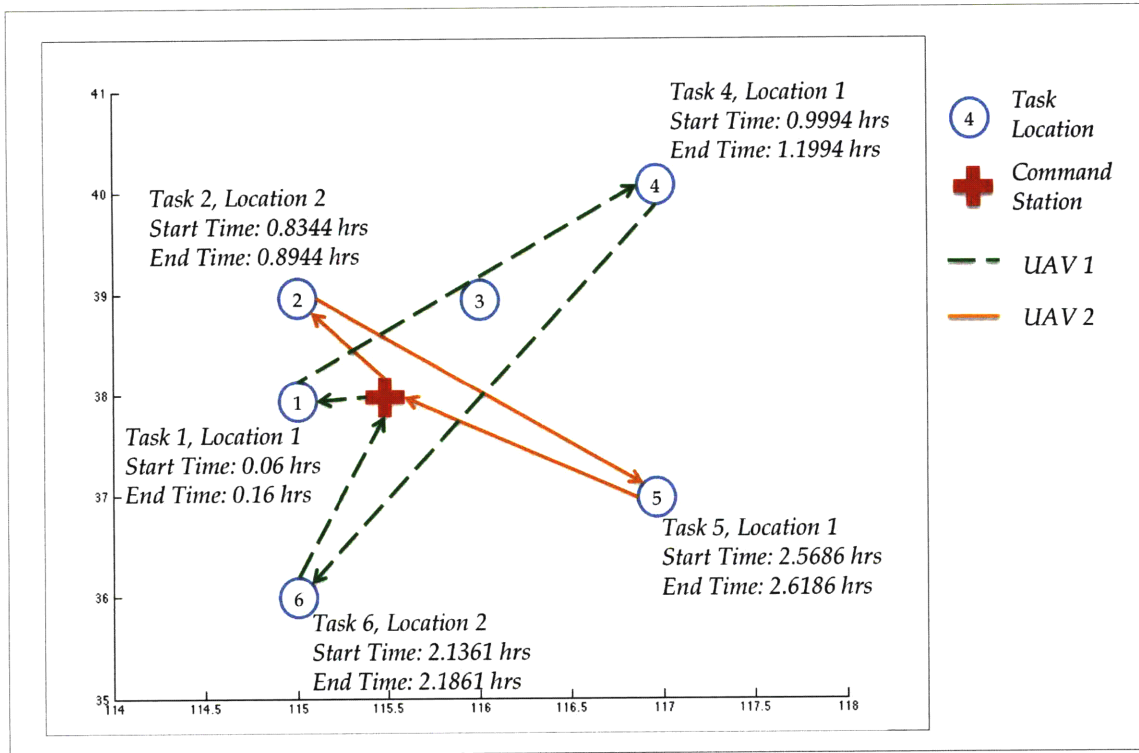 41
40
39
38
37
36
35
114
114.5
115
115.5
116
116.5
117
117.5
118
Task 4, Location 1
Start Time: 0.9994 hrs
End Time: 1.1994 hrs
4
Task 2, Location 2
Start Time: 0.8344 hrs
End Time: 0.8944 hrs
2
3
1
Task 1, Location 1
Start Time: 0.06 hrs
End Time: 0.16 hrs
5
Task 5, Location 1
Start Time: 2.5686 hrs
End Time: 2.6186 hrs
6
Task 6, Location 2
Start Time: 2.1361 hrs
End Time: 2.1861 hrs
4
Task
Location
Command
Station
UAV 1
UAV 2